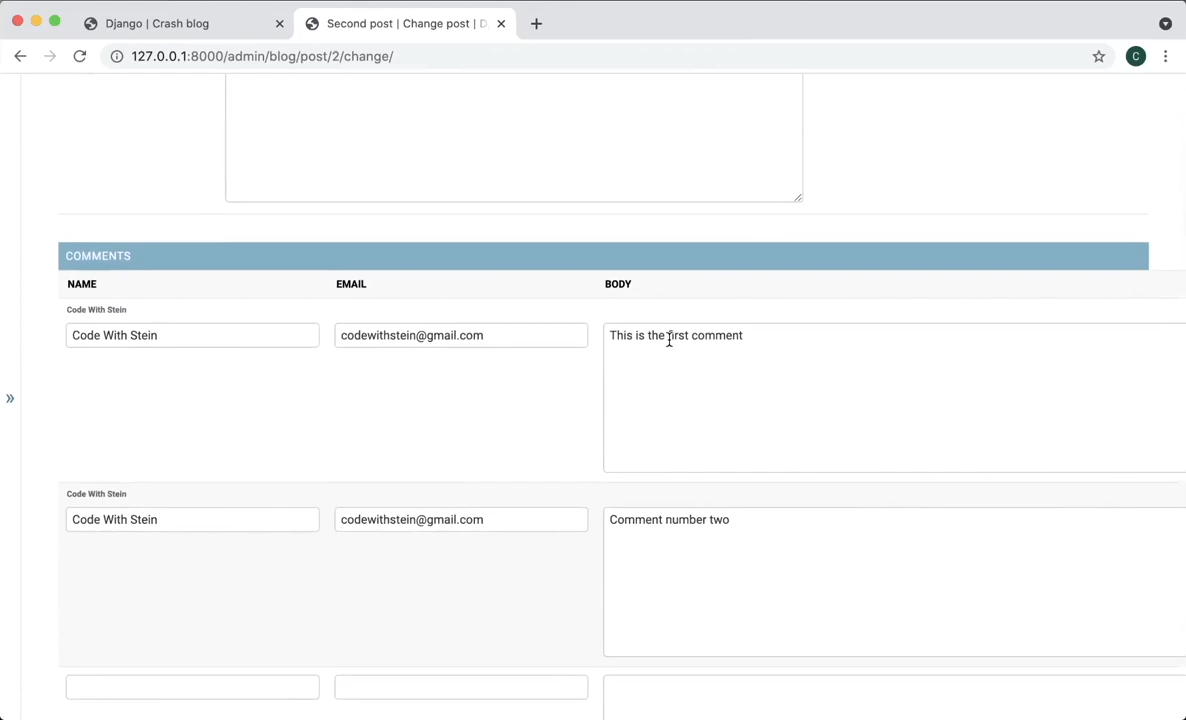 Django | Crash blog
Second post | Change post | D
127.0.0.1:8000/admin/blog/post/2/change/
C
COMMENTS
NAME EMAIL BODY
Code With Stein
Code With Stein codewithstein@gmail.com This is the first comment
Code With Stein
Code With Stein codewithstein@gmail.com Comment number two